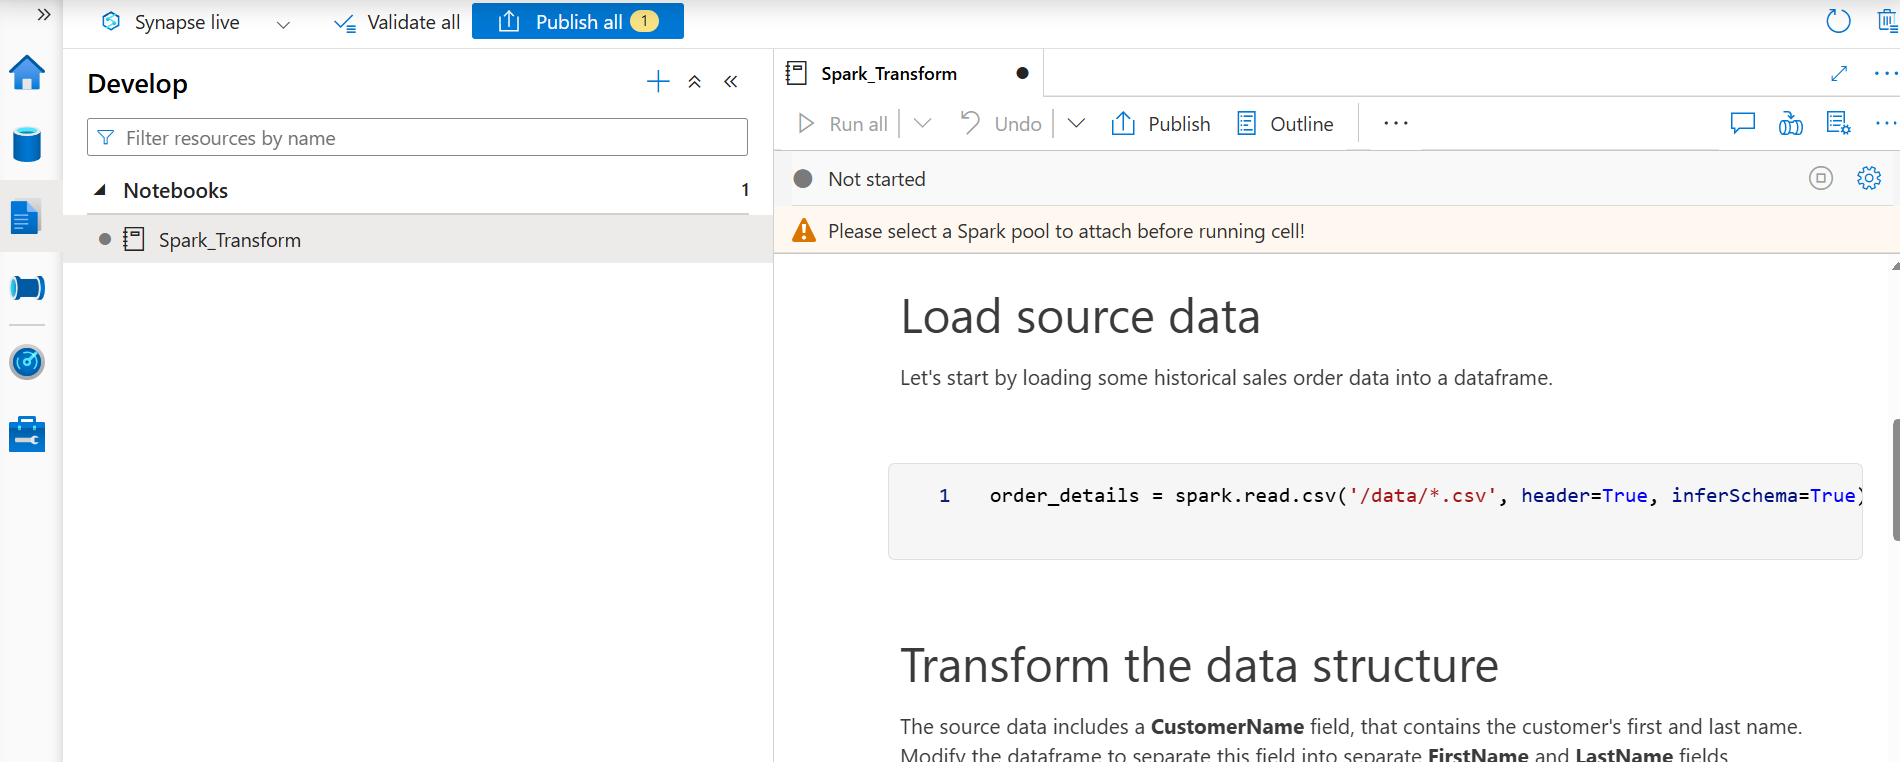 Synapse live
Validate all
Publish all 1
Develop
Filter resources by name
Notebooks 1
Spark_Transform
Spark_Transform
Run all
Undo
Publish
Outline
Not started
Please select a Spark pool to attach before running cell!
Load source data
Let's start by loading some historical sales order data into a dataframe.
1 order_details = spark.read.csv('/data/*.csv', header=True, inferSchema=True)
Transform the data structure
The source data includes a CustomerName field, that contains the customer's first and last name.
Modify the dataframe to separate this field into separate FirstName and LastName fields